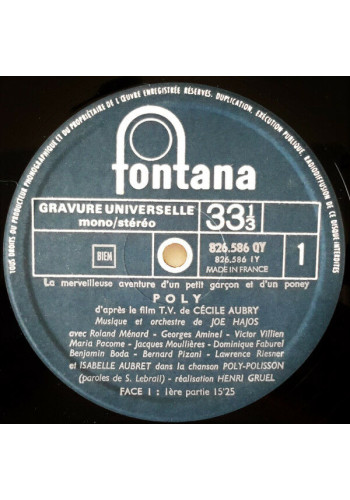 TOUS DROITS DU PRODUCTEUR PHONOGRAPHIQUE ET DU PROPRIÉTAIRE DE L'ŒUVRE ENREGISTRÉE RÉSERVÉS. DUPLICATION, EXÉCUTION PUBLIQUE, RADIODIFFUSION DE CE DISQUE INTERDITES
fontana
GRAVURE UNIVERSELLE
mono/stéréo
33 1/3
BIEM
826.586 QY
826.586 IY
MADE IN FRANCE
1
La merveilleuse aventure d'un petit garçon et d'un poney
POLY
d'après le film T.V. de CÉCILE AUBRY
Musique et orchestre de JOE HAJOS
avec Roland Ménard - Georges Aminel - Victor Villien
Maria Pacome - Jacques Moullières - Dominique Faburel
Benjamin Boda - Bernard Pizani - Lawrence Riesner
et ISABELLE AUBRET dans la chanson POLY-POLISSON
(paroles de S. Lebrail) - réalisation HENRI GRUEL
FACE 1 : 1ère partie 15'25